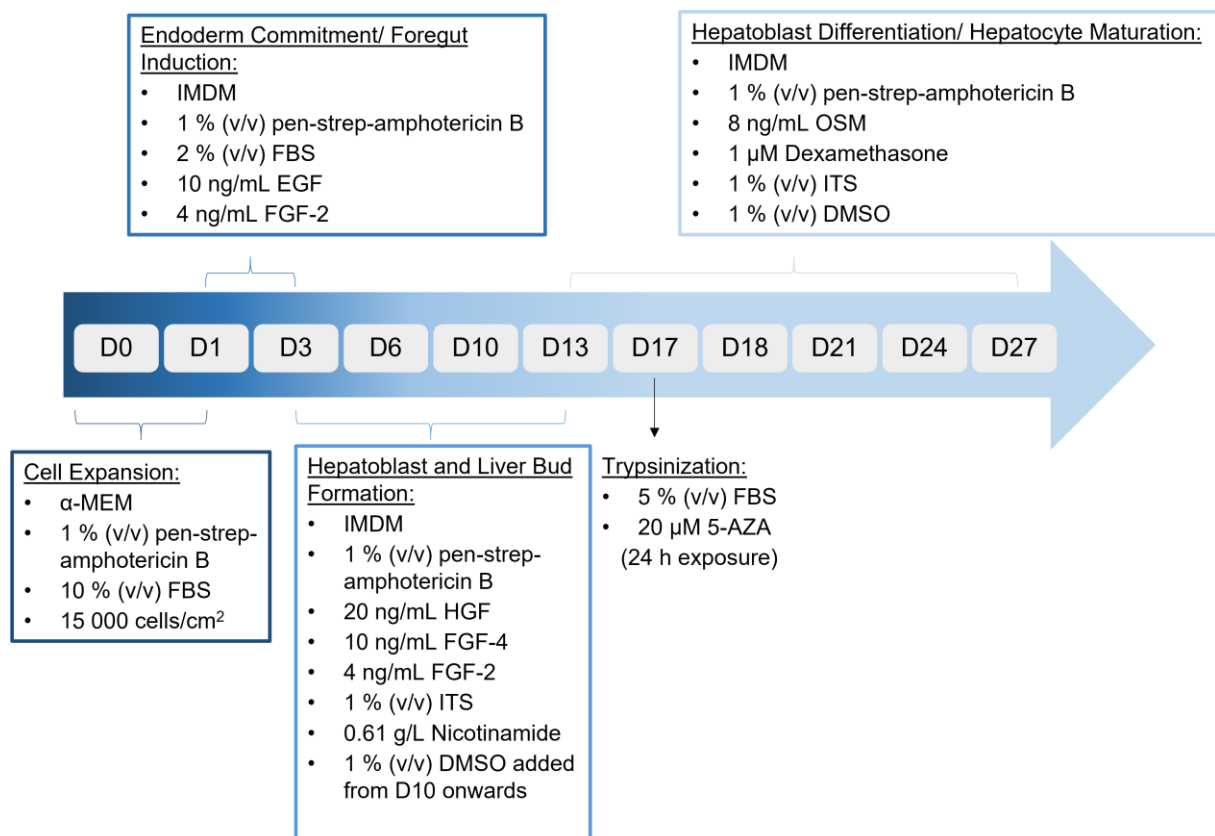 Endoderm Commitment/ Foregut
Induction:
• IMDM
• 1 % (v/v) pen-strep-amphotericin B
• 2 % (v/v) FBS
• 10 ng/mL EGF
• 4 ng/mL FGF-2
Hepatoblast Differentiation/ Hepatocyte Maturation:
• IMDM
• 1 % (v/v) pen-strep-amphotericin B
• 8 ng/mL OSM
• 1 µM Dexamethasone
• 1 % (v/v) ITS
• 1 % (v/v) DMSO
D0 D1 D3 D6 D10 D13 D17 D18 D21 D24 D27
Cell Expansion:
• α-MEM
• 1 % (v/v) pen-strep-
amphotericin B
• 10 % (v/v) FBS
• 15 000 cells/cm²
Hepatoblast and Liver Bud
Formation:
• IMDM
• 1 % (v/v) pen-strep-
amphotericin B
• 20 ng/mL HGF
• 10 ng/mL FGF-4
• 4 ng/mL FGF-2
• 1 % (v/v) ITS
• 0.61 g/L Nicotinamide
• 1 % (v/v) DMSO added
from D10 onwards
Trypsinization:
• 5 % (v/v) FBS
• 20 µM 5-AZA
(24 h exposure)